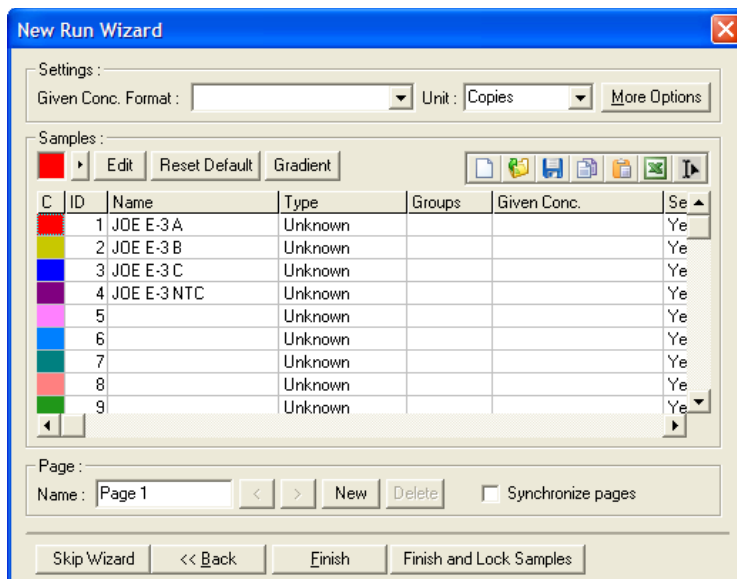 New Run Wizard
Settings :
Given Conc. Format : Unit : Copies More Options
Samples :
Edit Reset Default Gradient
C ID Name Type Groups Given Conc. Se
1 JOE E-3 A Unknown Ye
2 JOE E-3 B Unknown Ye
3 JOE E-3 C Unknown Ye
4 JOE E-3 NTC Unknown Ye
5 Unknown Ye
6 Unknown Ye
7 Unknown Ye
8 Unknown Ye
9 Unknown Ye
Page :
Name : Page 1 < > New Delete Synchronize pages
Skip Wizard << Back Finish Finish and Lock Samples